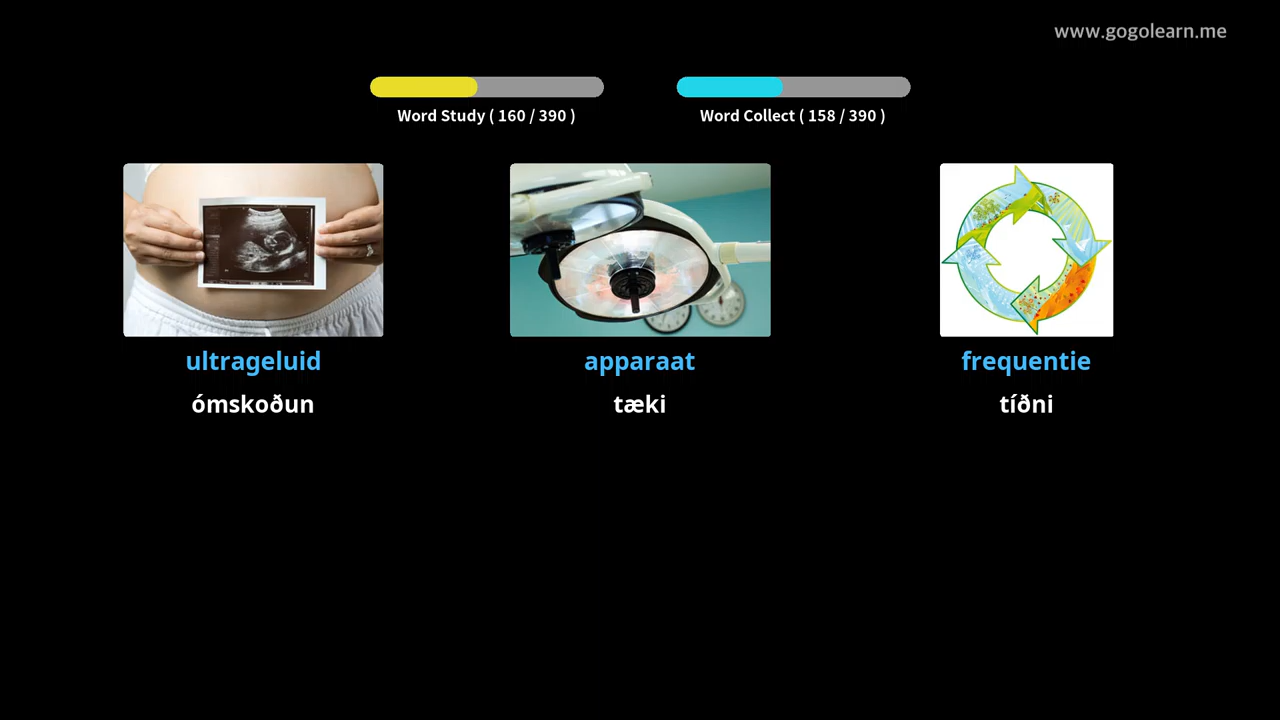 www.gogolearn.me
Word Study ( 160 / 390 )
Word Collect ( 158 / 390 )
ultrageluid
apparaat
frequentie
ómskoðun
tæki
tíðni